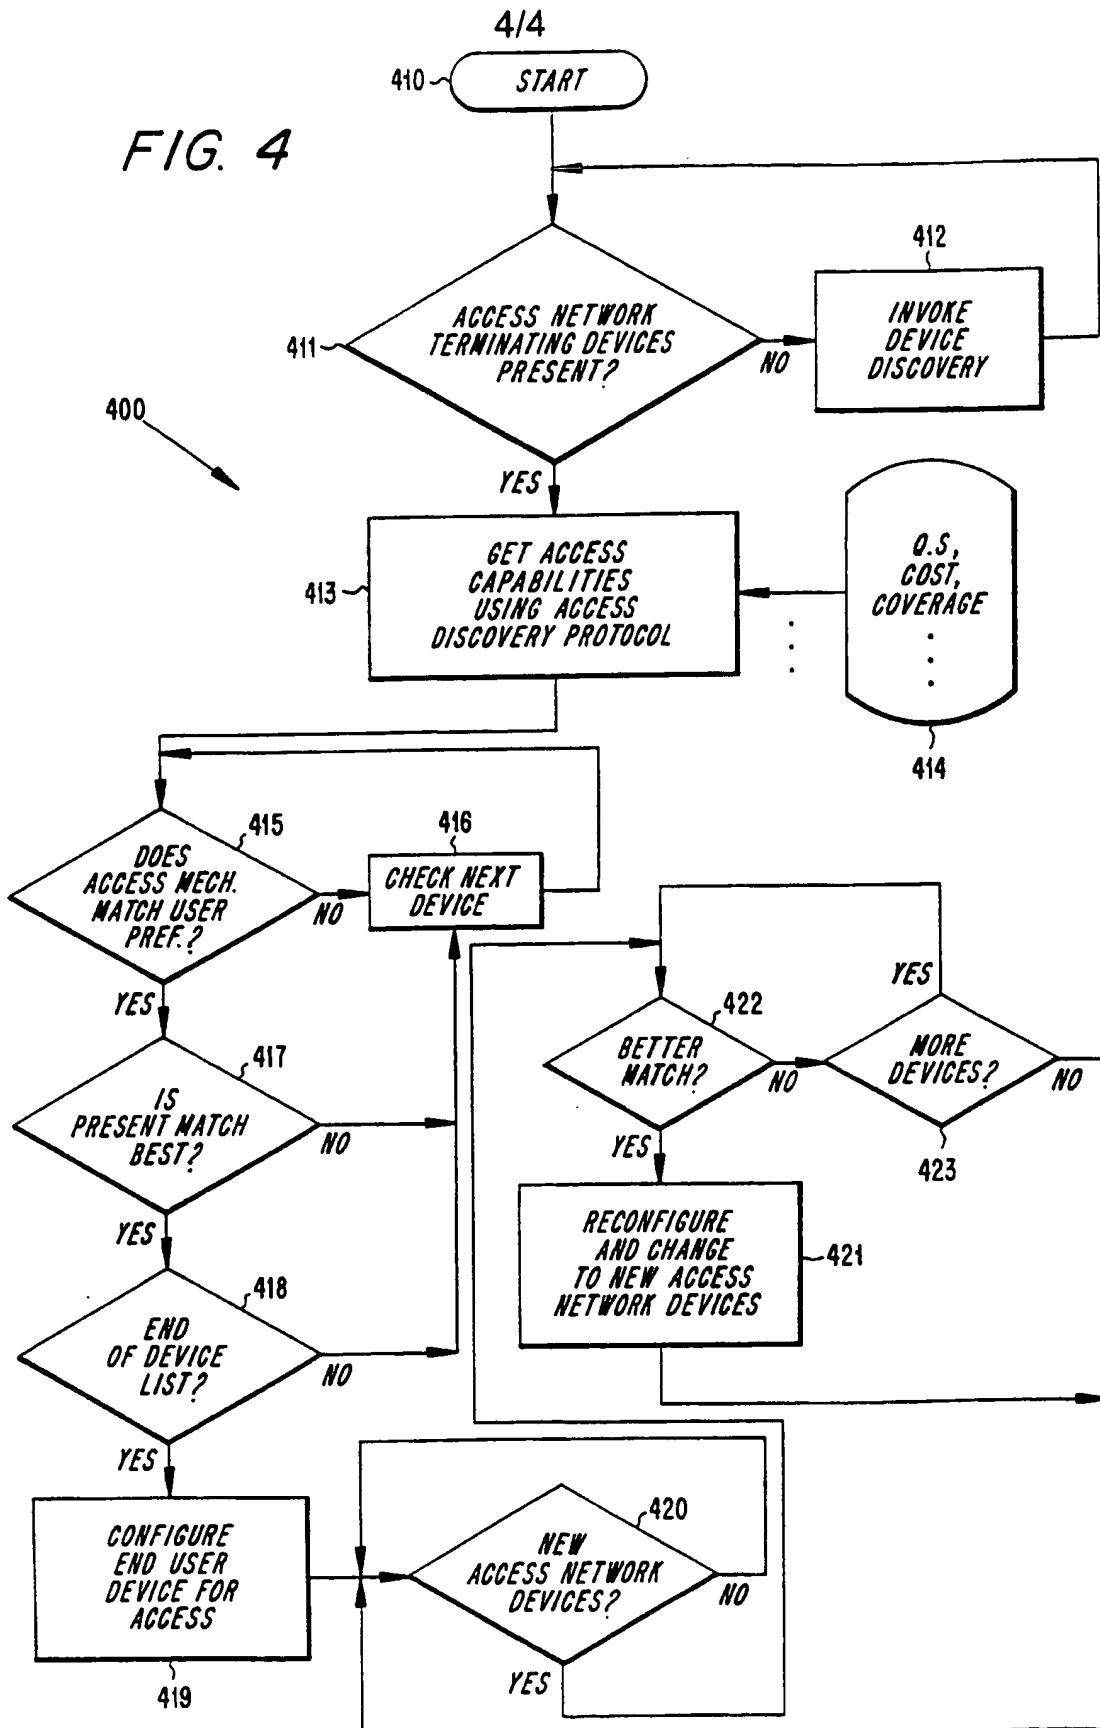 4/4
410
START
FIG. 4
412
411
ACCESS NETWORK
TERMINATING DEVICES
PRESENT?
NO
INVOKE
DEVICE
DISCOVERY
400
YES
413
GET ACCESS
CAPABILITIES
USING ACCESS
DISCOVERY PROTOCOL
Q.S,
COST,
COVERAGE
414
415
DOES
ACCESS MECH.
MATCH USER
PREF.?
NO
416
CHECK NEXT
DEVICE
YES
417
IS
PRESENT MATCH
BEST?
NO
YES
422
BETTER
MATCH?
NO
YES
MORE
DEVICES?
NO
423
YES
RECONFIGURE
AND CHANGE
TO NEW ACCESS
NETWORK DEVICES
421
418
END
OF DEVICE
LIST?
NO
YES
CONFIGURE
END USER
DEVICE FOR
ACCESS
419
420
NEW
ACCESS NETWORK
DEVICES?
NO
YES